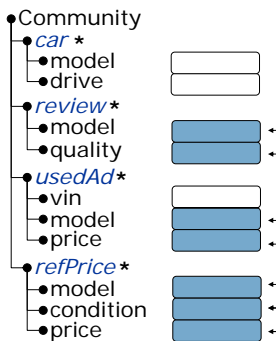 Community
car *
model
drive
review *
model
quality
usedAd *
vin
model
price
refPrice *
model
condition
price